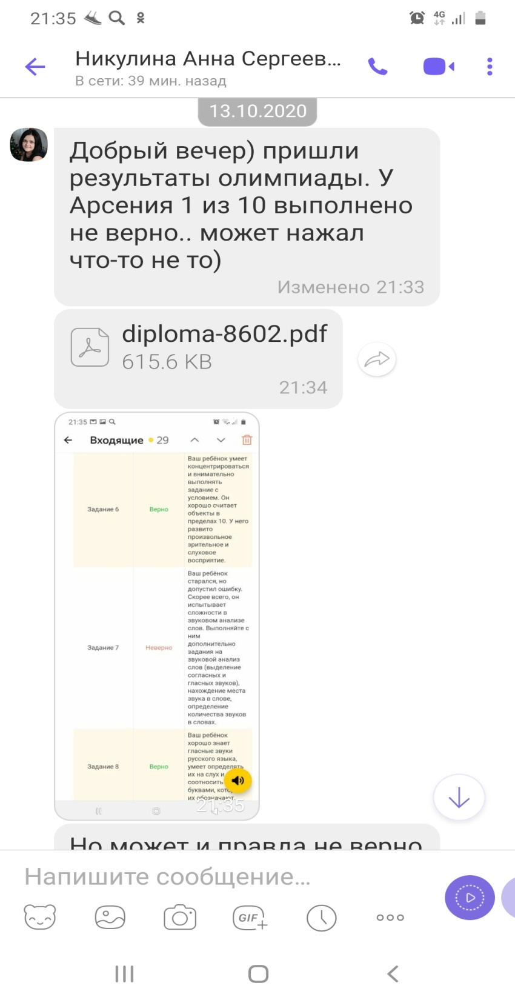 21:35
4G
Никулина Анна Сергеев...
В сети: 39 мин. назад
13.10.2020
Добрый вечер) пришли
результаты олимпиады. У
Арсения 1 из 10 выполнено
не верно.. может нажал
что-то не то)
Изменено 21:33
diploma-8602.pdf
615.6 KB
21:34
21:35
Входящие 29
Ваш ребёнок умеет
концентрироваться
и внимательно
выполнять
задание с
условием. Он
хорошо считает
объекты в
пределах 10. У него
развито
произвольное
зрительное и
слуховое
восприятие.
Задание 6
Верно
Ваш ребёнок
старался, но
допустил ошибку.
Скорее всего, он
испытывает
сложности в
звуковом анализе
слов. Выполняйте с
ним
дополнительно
задания на
звуковой анализ
слов (выделение
согласных и
гласных звуков),
нахождение места
звука в слове,
определение
количества звуков
в словах.
Задание 7
Неверно
Ваш ребёнок
хорошо знает
гласные звуки
русского языка,
умеет определять
их на слух и
соотносить
буквами,
их обозначают.
Задание 8
Верно
21:35
Но может и правда не верно
Напишите сообщение...
GIF